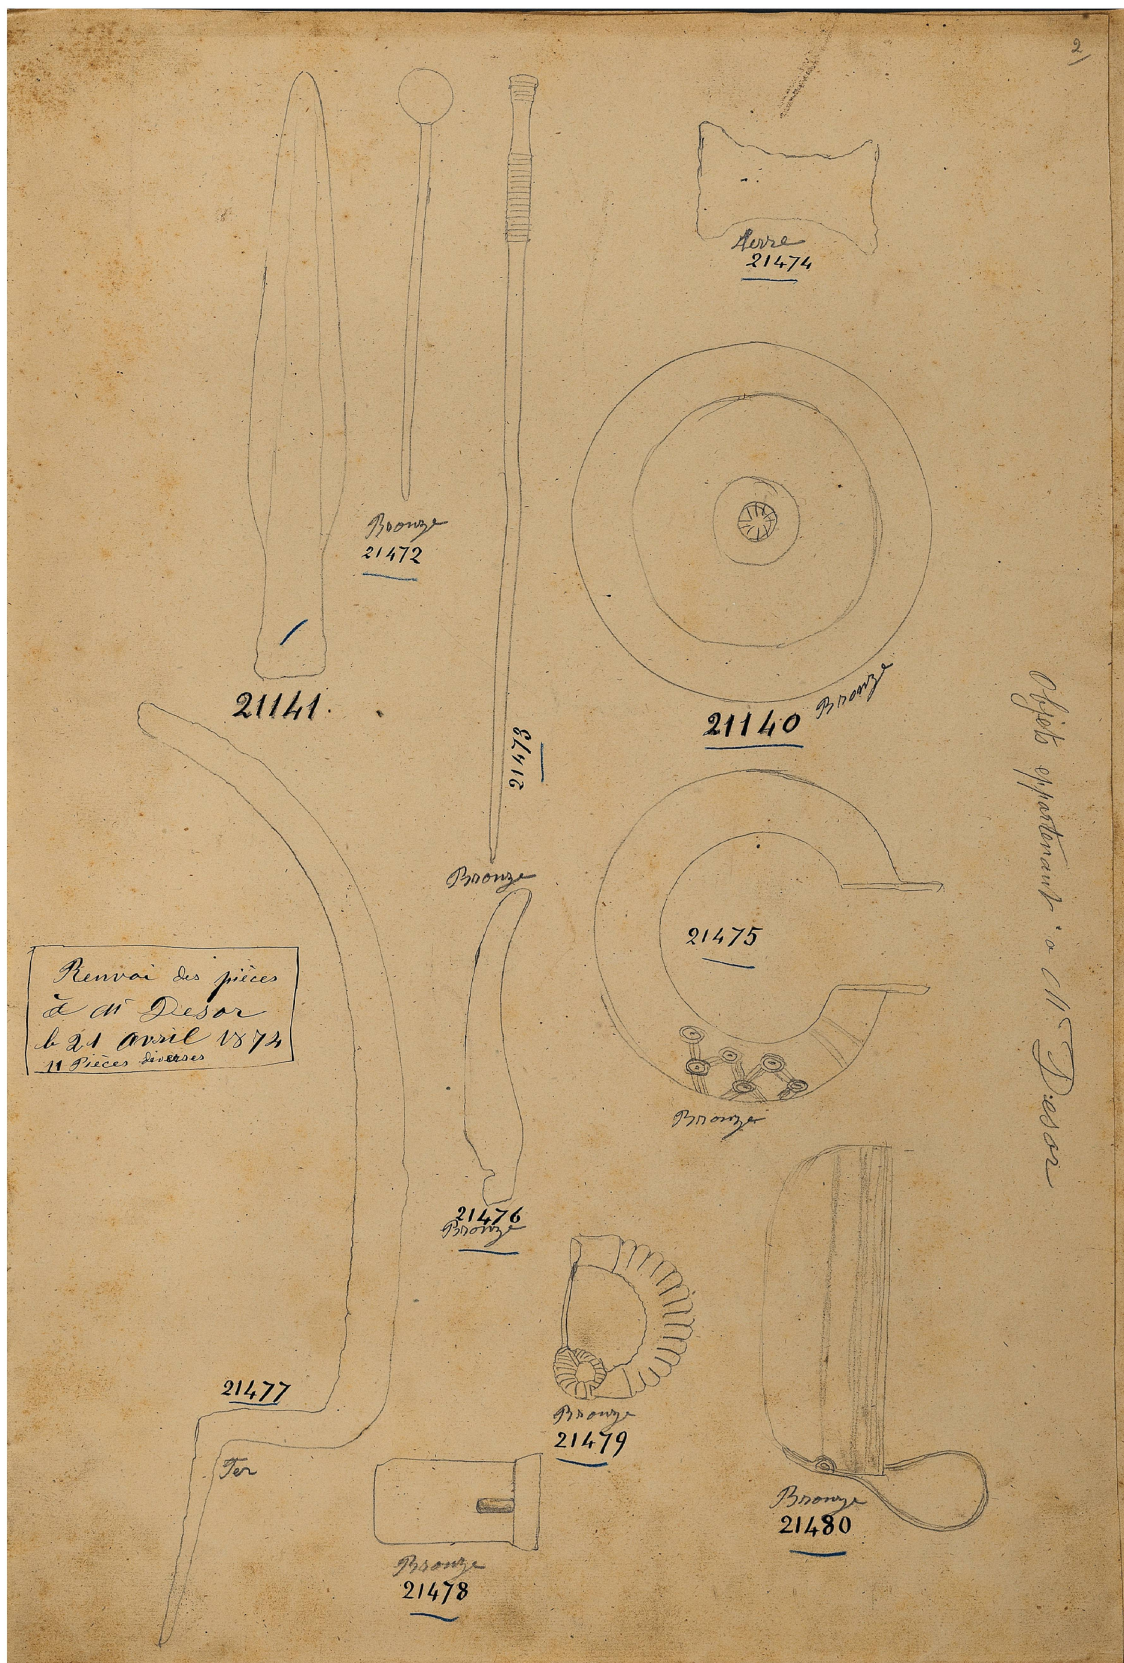 2
Terre
21474
Bronze
21472
21141.
Bronze
21140
21473
Bronze
Objets appartenant à Mr Desor
21475
Bronze
Renvoi des pièces
à Mr Desor
le 21 avril 1874
11 Pièces diverses
21476
Bronze
21477
Fer
Bronze
21479
Bronze
21480
Bronze
21478